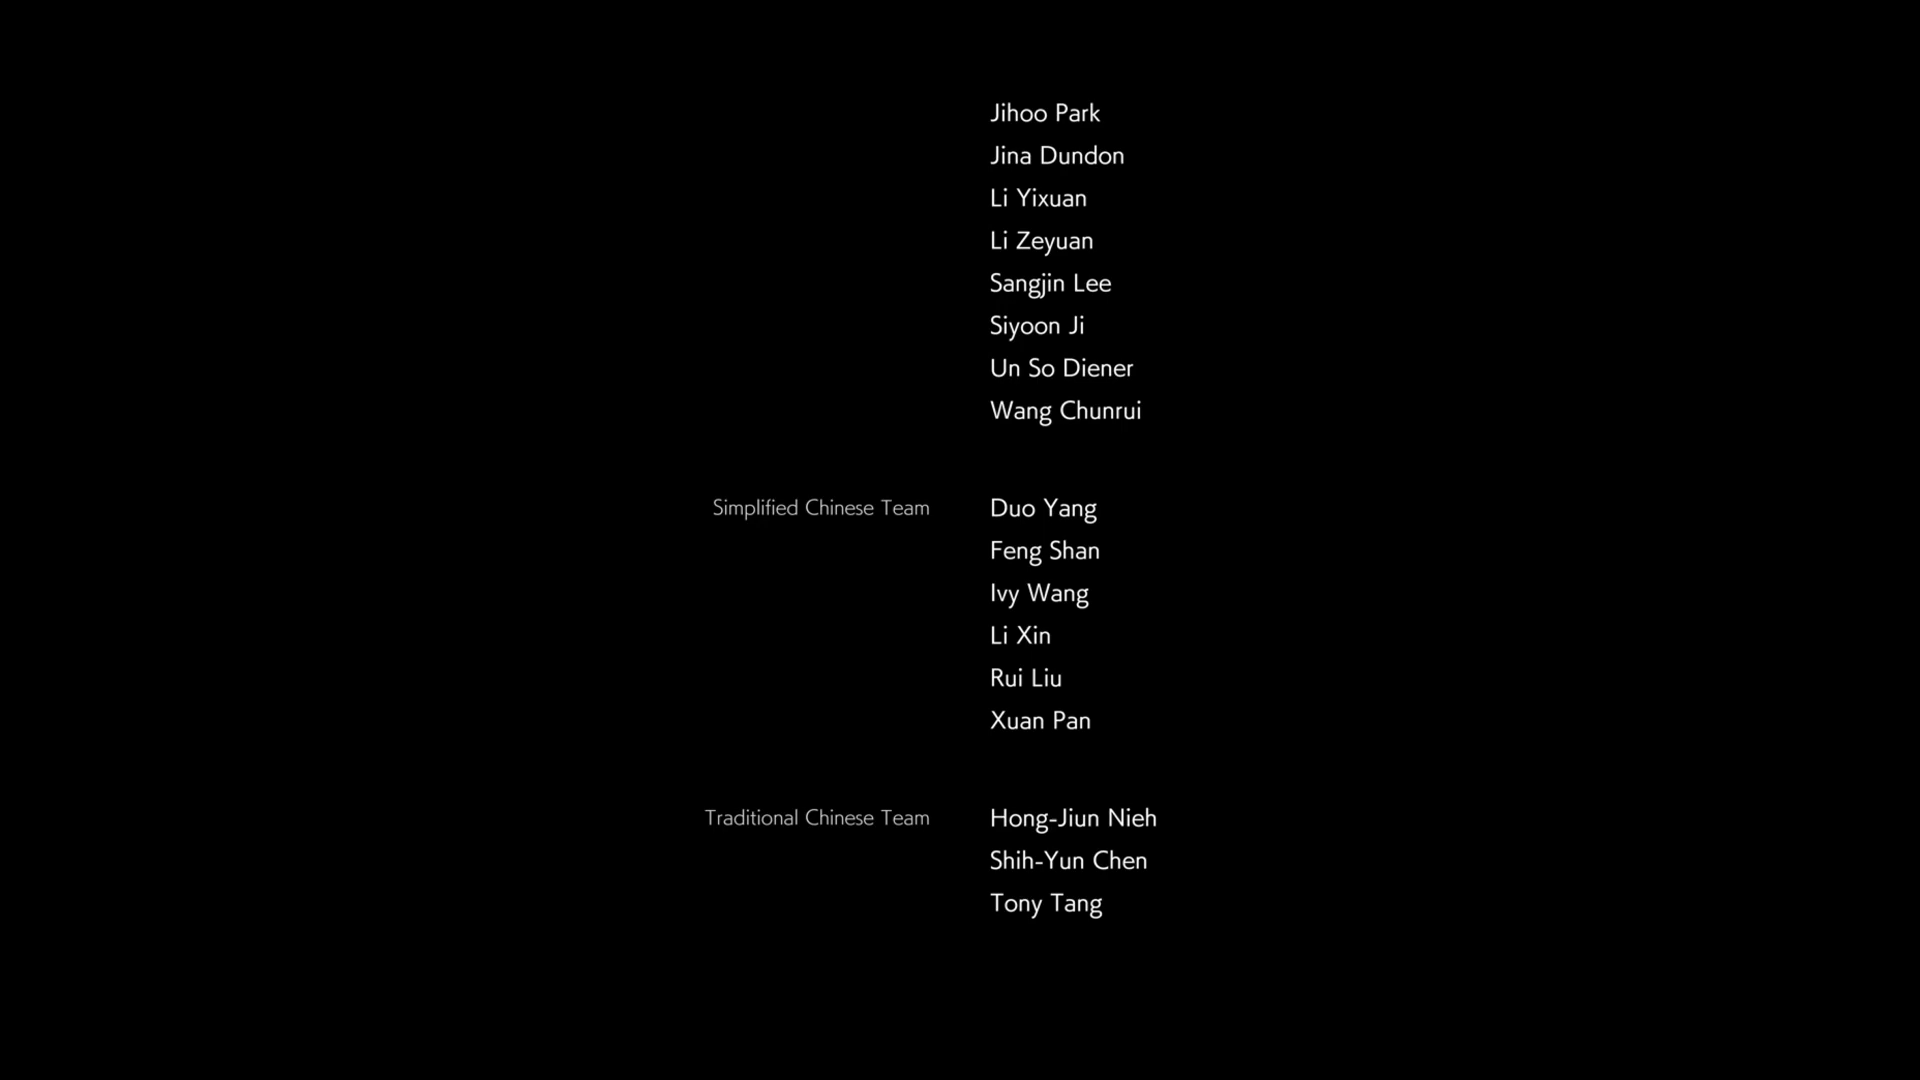 Jihoo Park
Jina Dundon
Li Yixuan
Li Zeyuan
Sangjin Lee
Siyoon Ji
Un So Diener
Wang Chunrui
Simplified Chinese Team Duo Yang
Feng Shan
Ivy Wang
Li Xin
Rui Liu
Xuan Pan
Traditional Chinese Team Hong-Jiun Nieh
Shih-Yun Chen
Tony Tang